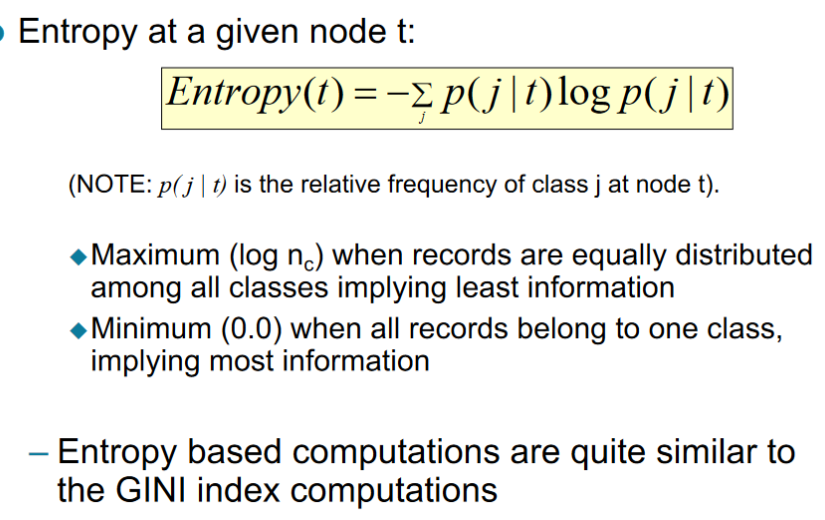 Entropy at a given node t:
Entropy(t) = −∑ p(j | t) log p(j | t)
j
(NOTE: p( j | t) is the relative frequency of class j at node t).
◆Maximum (log nc) when records are equally distributed
among all classes implying least information
◆Minimum (0.0) when all records belong to one class,
implying most information
– Entropy based computations are quite similar to
the GINI index computations